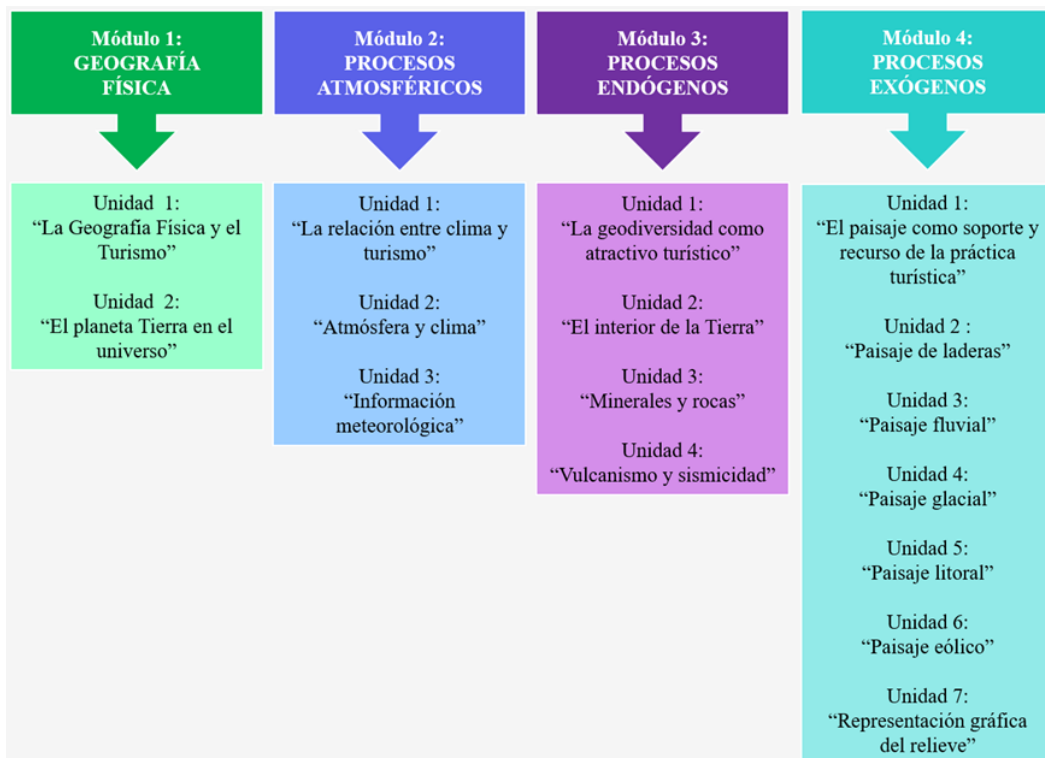 Módulo 1:
GEOGRAFÍA
FÍSICA
Unidad 1:
“La Geografía Física y el
Turismo”
Unidad 2:
“El planeta Tierra en el
universo”
Módulo 2:
PROCESOS
ATMOSFÉRICOS
Unidad 1:
“La relación entre clima y
turismo”
Unidad 2:
“Atmósfera y clima”
Unidad 3:
“Información
meteorológica”
Módulo 3:
PROCESOS
ENDÓGENOS
Unidad 1:
“La geodiversidad como
atractivo turístico”
Unidad 2:
“El interior de la Tierra”
Unidad 3:
“Minerales y rocas”
Unidad 4:
“Vulcanismo y sismicidad”
Módulo 4:
PROCESOS
EXÓGENOS
Unidad 1:
“El paisaje como soporte y
recurso de la práctica
turística”
Unidad 2 :
“Paisaje de laderas”
Unidad 3:
“Paisaje fluvial”
Unidad 4:
“Paisaje glacial”
Unidad 5:
“Paisaje litoral”
Unidad 6:
“Paisaje eólico”
Unidad 7:
“Representación gráfica
del relieve”